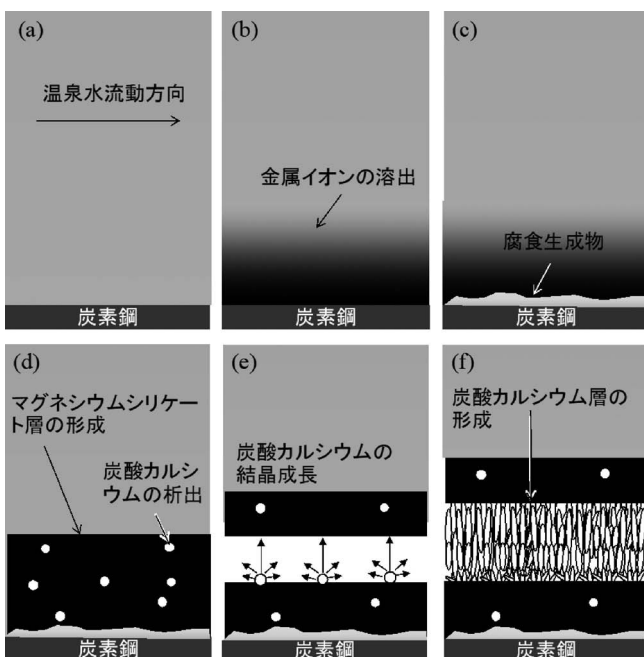 (a)
温泉水流動方向
炭素鋼
(b)
金属イオンの溶出
炭素鋼
(c)
腐食生成物
炭素鋼
(d)
マグネシウムシリケー
ト層の形成
炭酸カルシ
ウムの析出
炭素鋼
(e)
炭酸カルシウムの
結晶成長
炭素鋼
(f)
炭酸カルシウム層の
形成
炭素鋼